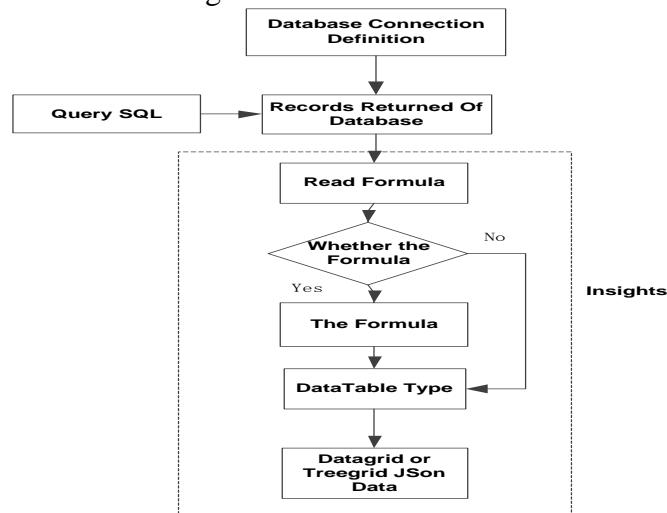 Database Connection
Definition
Query SQL
Records Returned Of
Database
Read Formula
Whether the
Formula
No
Yes
Insights
The Formula
DataTable Type
Datagrid or
Treegrid JSon
Data